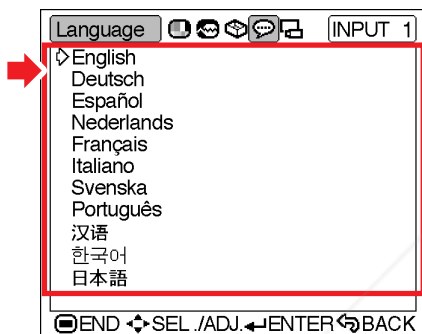 Language INPUT 1
English
Deutsch
Español
Nederlands
Français
Italiano
Svenska
Português
汉语
한국어
日本語
END SEL./ADJ. ENTER BACK